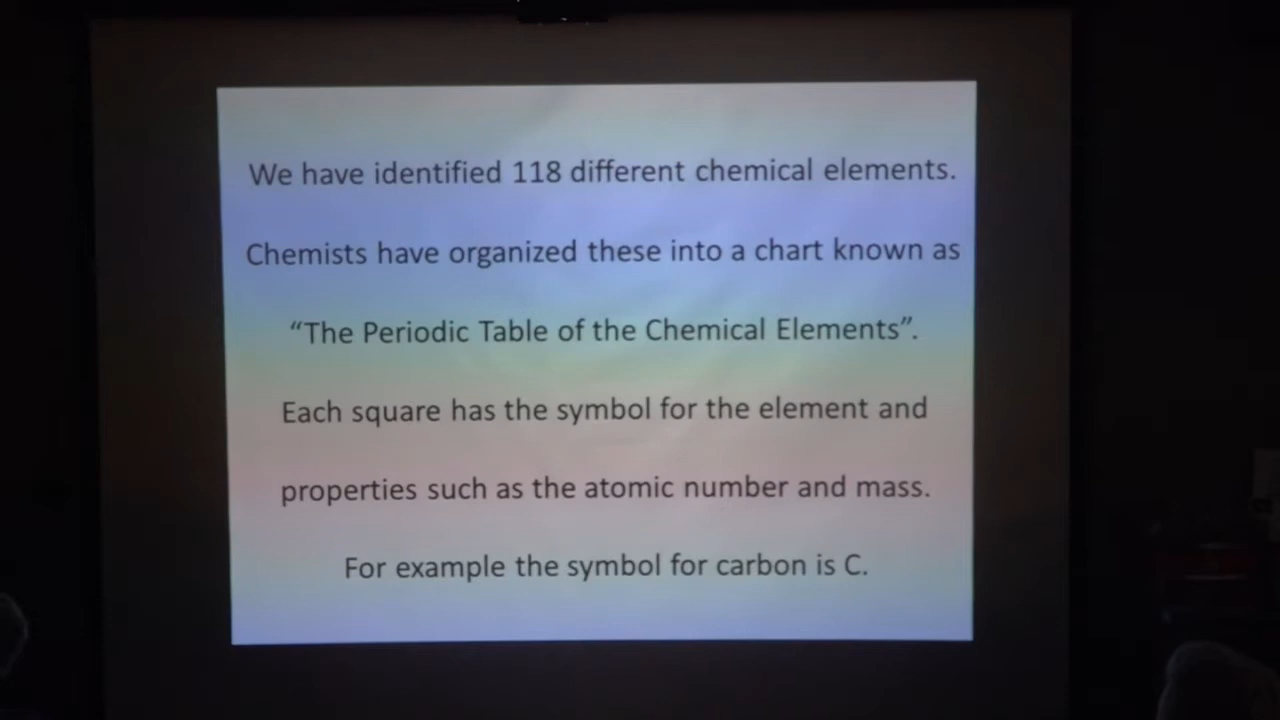 We have identified 118 different chemical elements.
Chemists have organized these into a chart known as
“The Periodic Table of the Chemical Elements”.
Each square has the symbol for the element and
properties such as the atomic number and mass.
For example the symbol for carbon is C.